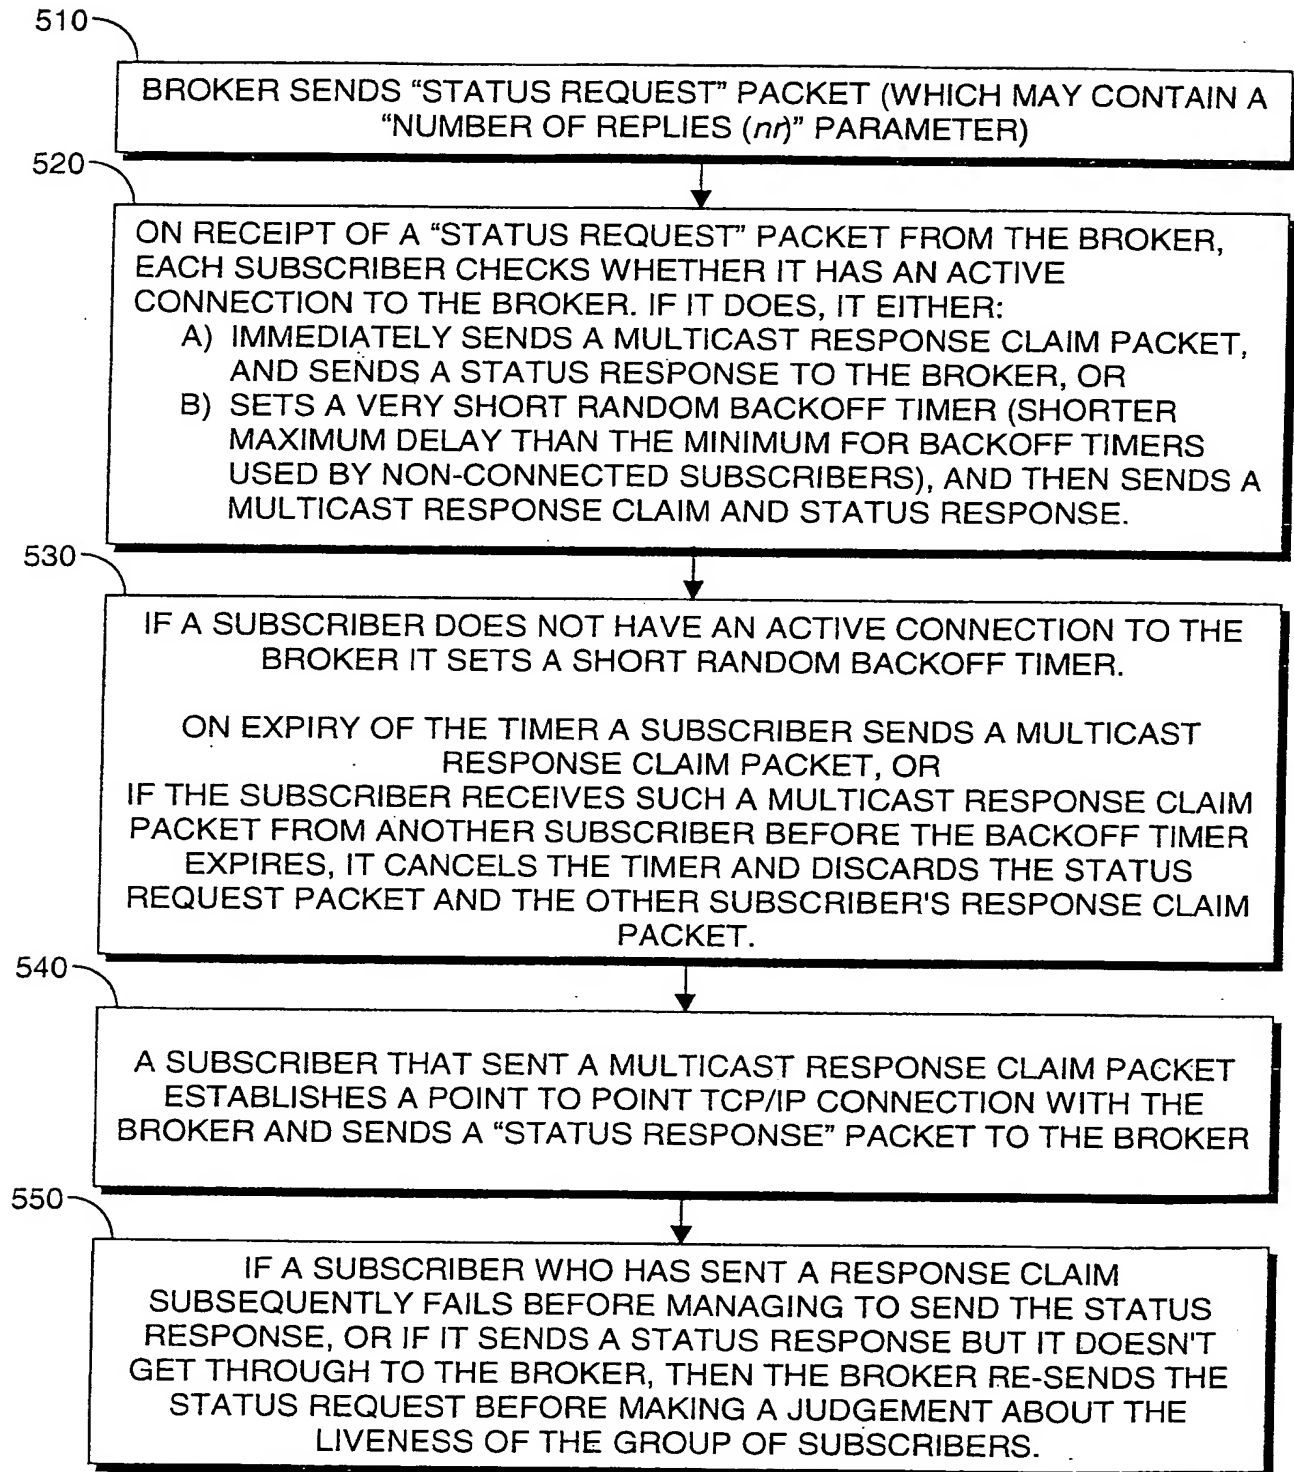 510
BROKER SENDS “STATUS REQUEST” PACKET (WHICH MAY CONTAIN A
“NUMBER OF REPLIES (nr)” PARAMETER)
520
ON RECEIPT OF A “STATUS REQUEST” PACKET FROM THE BROKER,
EACH SUBSCRIBER CHECKS WHETHER IT HAS AN ACTIVE
CONNECTION TO THE BROKER. IF IT DOES, IT EITHER:
A) IMMEDIATELY SENDS A MULTICAST RESPONSE CLAIM PACKET,
AND SENDS A STATUS RESPONSE TO THE BROKER, OR
B) SETS A VERY SHORT RANDOM BACKOFF TIMER (SHORTER
MAXIMUM DELAY THAN THE MINIMUM FOR BACKOFF TIMERS
USED BY NON-CONNECTED SUBSCRIBERS), AND THEN SENDS A
MULTICAST RESPONSE CLAIM AND STATUS RESPONSE.
530
IF A SUBSCRIBER DOES NOT HAVE AN ACTIVE CONNECTION TO THE
BROKER IT SETS A SHORT RANDOM BACKOFF TIMER.
ON EXPIRY OF THE TIMER A SUBSCRIBER SENDS A MULTICAST
RESPONSE CLAIM PACKET, OR
IF THE SUBSCRIBER RECEIVES SUCH A MULTICAST RESPONSE CLAIM
PACKET FROM ANOTHER SUBSCRIBER BEFORE THE BACKOFF TIMER
EXPIRES, IT CANCELS THE TIMER AND DISCARDS THE STATUS
REQUEST PACKET AND THE OTHER SUBSCRIBER'S RESPONSE CLAIM
PACKET.
540
A SUBSCRIBER THAT SENT A MULTICAST RESPONSE CLAIM PACKET
ESTABLISHES A POINT TO POINT TCP/IP CONNECTION WITH THE
BROKER AND SENDS A “STATUS RESPONSE” PACKET TO THE BROKER
550
IF A SUBSCRIBER WHO HAS SENT A RESPONSE CLAIM
SUBSEQUENTLY FAILS BEFORE MANAGING TO SEND THE STATUS
RESPONSE, OR IF IT SENDS A STATUS RESPONSE BUT IT DOESN'T
GET THROUGH TO THE BROKER, THEN THE BROKER RE-SENDS THE
STATUS REQUEST BEFORE MAKING A JUDGEMENT ABOUT THE
LIVENESS OF THE GROUP OF SUBSCRIBERS.